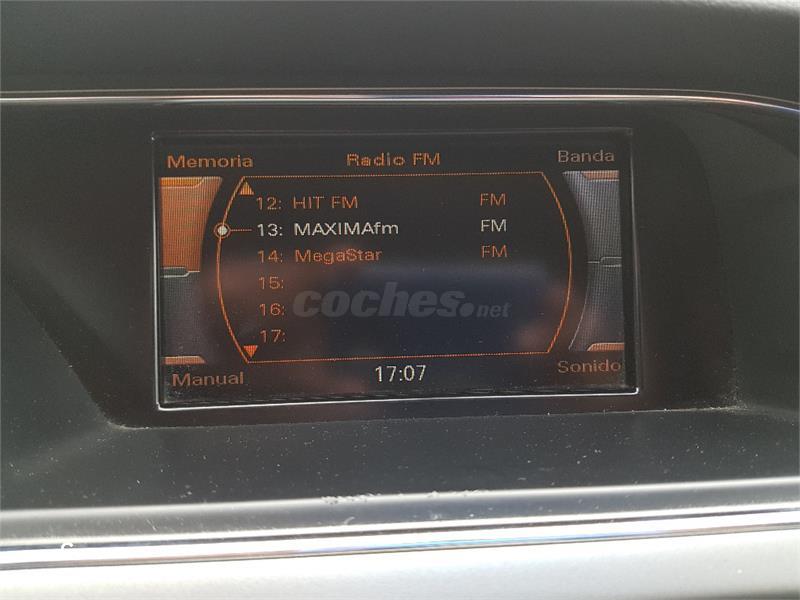 Memoria Radio FM Banda
12: HIT FM FM
13: MAXIMAfm FM
14: MegaStar FM
15:
16:
17:
coches.net
Manual 17:07 Sonido